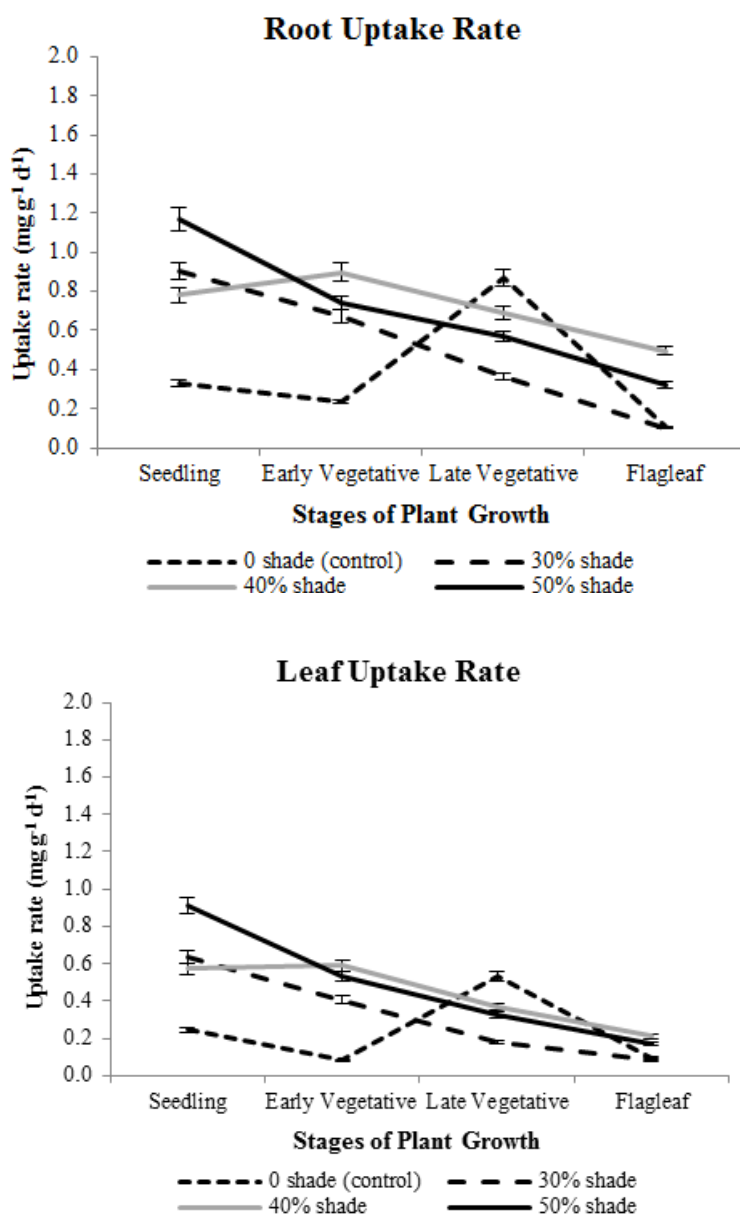 Root Uptake Rate
2.0
1.8
1.6
1.4
1.2
1.0
0.8
0.6
0.4
0.2
0.0
Uptake rate (mg g⁻¹ d⁻¹)
Seedling Early Vegetative Late Vegetative Flagleaf
Stages of Plant Growth
0 shade (control) 30% shade
40% shade 50% shade
Leaf Uptake Rate
2.0
1.8
1.6
1.4
1.2
1.0
0.8
0.6
0.4
0.2
0.0
Uptake rate (mg g⁻¹ d⁻¹)
Seedling Early Vegetative Late Vegetative Flagleaf
Stages of Plant Growth
0 shade (control) 30% shade
40% shade 50% shade